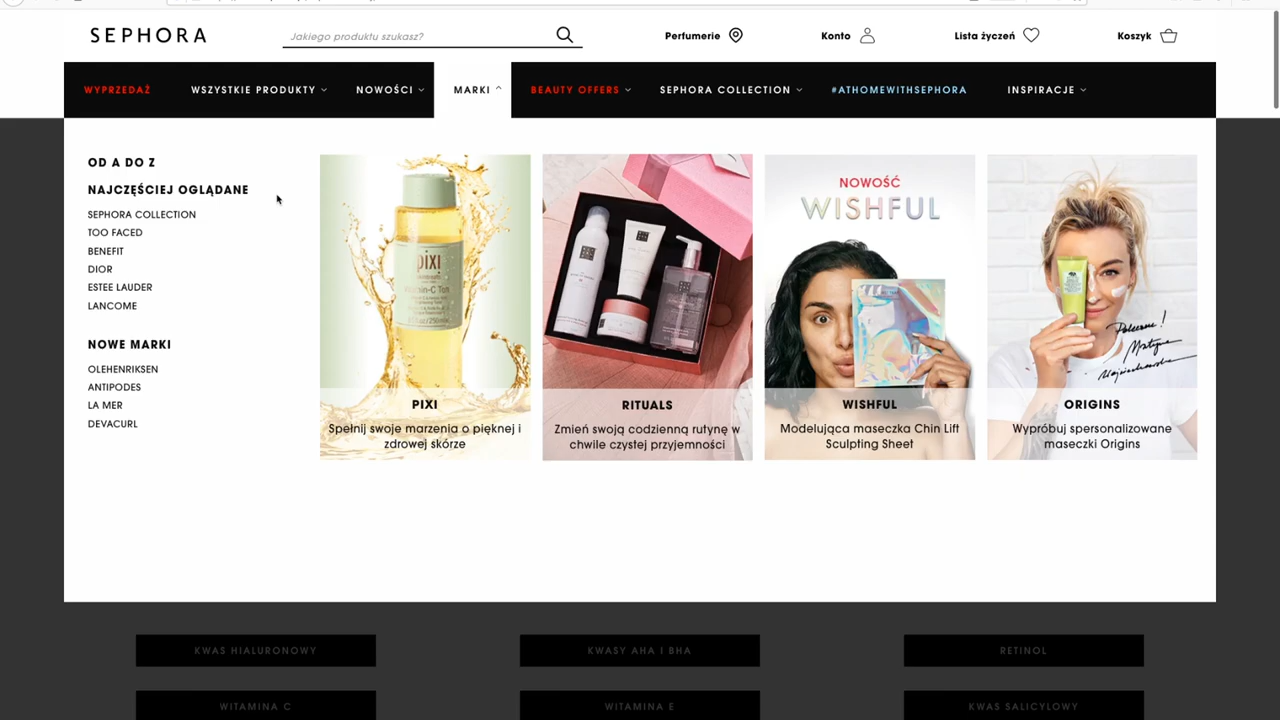 SEPHORA
Jakiego produktu szukasz?
Perfumerie
Konto
Lista życzeń
Koszyk
WYPRZEDAŻ
WSZYSTKIE PRODUKTY
NOWOŚCI
MARKI
BEAUTY OFFERS
SEPHORA COLLECTION
#ATHOMEWITHSEPHORA
INSPIRACJE
OD A DO Z
NAJCZĘŚCIEJ OGLĄDANE
SEPHORA COLLECTION
TOO FACED
BENEFIT
DIOR
ESTEE LAUDER
LANCOME
NOWE MARKI
OLEHENRIKSEN
ANTIPODES
LA MER
DEVACURL
pixi
PIXI
Spełnij swoje marzenia o pięknej i
zdrowej skórze
RITUALS
Zmień swoją codzienną rutynę w
chwile czystej przyjemności
NOWOŚĆ
WISHFUL
WISHFUL
Modelująca maseczka Chin Lift
Sculpting Sheet
ORIGINS
Wypróbuj spersonalizowane
maseczki Origins
KWAS HIALURONOWY
KWASY AHA I BHA
RETINOL
WITAMINA C
WITAMINA E
KWAS SALICYLOWY